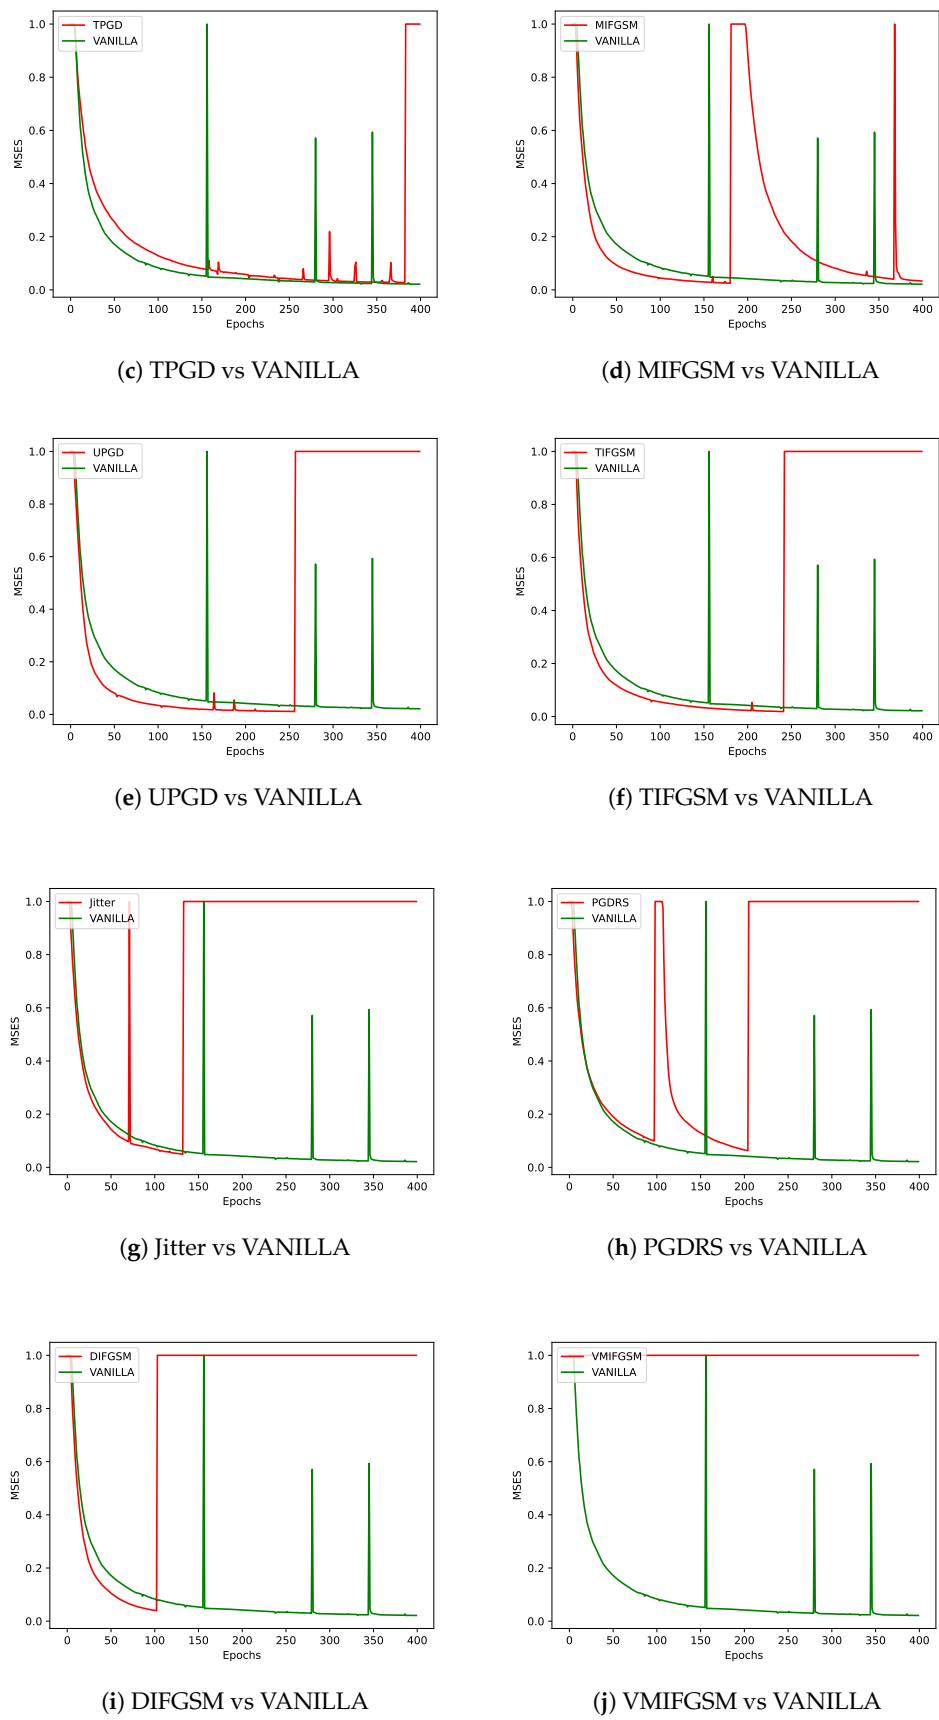 TPGD
VANILLA
1.0
0.8
0.6
0.4
0.2
0.0
MSES
0 50 100 150 200 250 300 350 400
Epochs
(c) TPGD vs VANILLA
MIFGSM
VANILLA
1.0
0.8
0.6
0.4
0.2
0.0
MSES
0 50 100 150 200 250 300 350 400
Epochs
(d) MIFGSM vs VANILLA
UPGD
VANILLA
1.0
0.8
0.6
0.4
0.2
0.0
MSES
0 50 100 150 200 250 300 350 400
Epochs
(e) UPGD vs VANILLA
TIFGSM
VANILLA
1.0
0.8
0.6
0.4
0.2
0.0
MSES
0 50 100 150 200 250 300 350 400
Epochs
(f) TIFGSM vs VANILLA
Jitter
VANILLA
1.0
0.8
0.6
0.4
0.2
0.0
MSES
0 50 100 150 200 250 300 350 400
Epochs
(g) Jitter vs VANILLA
PGDRS
VANILLA
1.0
0.8
0.6
0.4
0.2
0.0
MSES
0 50 100 150 200 250 300 350 400
Epochs
(h) PGDRS vs VANILLA
DIFGSM
VANILLA
1.0
0.8
0.6
0.4
0.2
0.0
MSES
0 50 100 150 200 250 300 350 400
Epochs
(i) DIFGSM vs VANILLA
VMIFGSM
VANILLA
1.0
0.8
0.6
0.4
0.2
0.0
MSES
0 50 100 150 200 250 300 350 400
Epochs
(j) VMIFGSM vs VANILLA